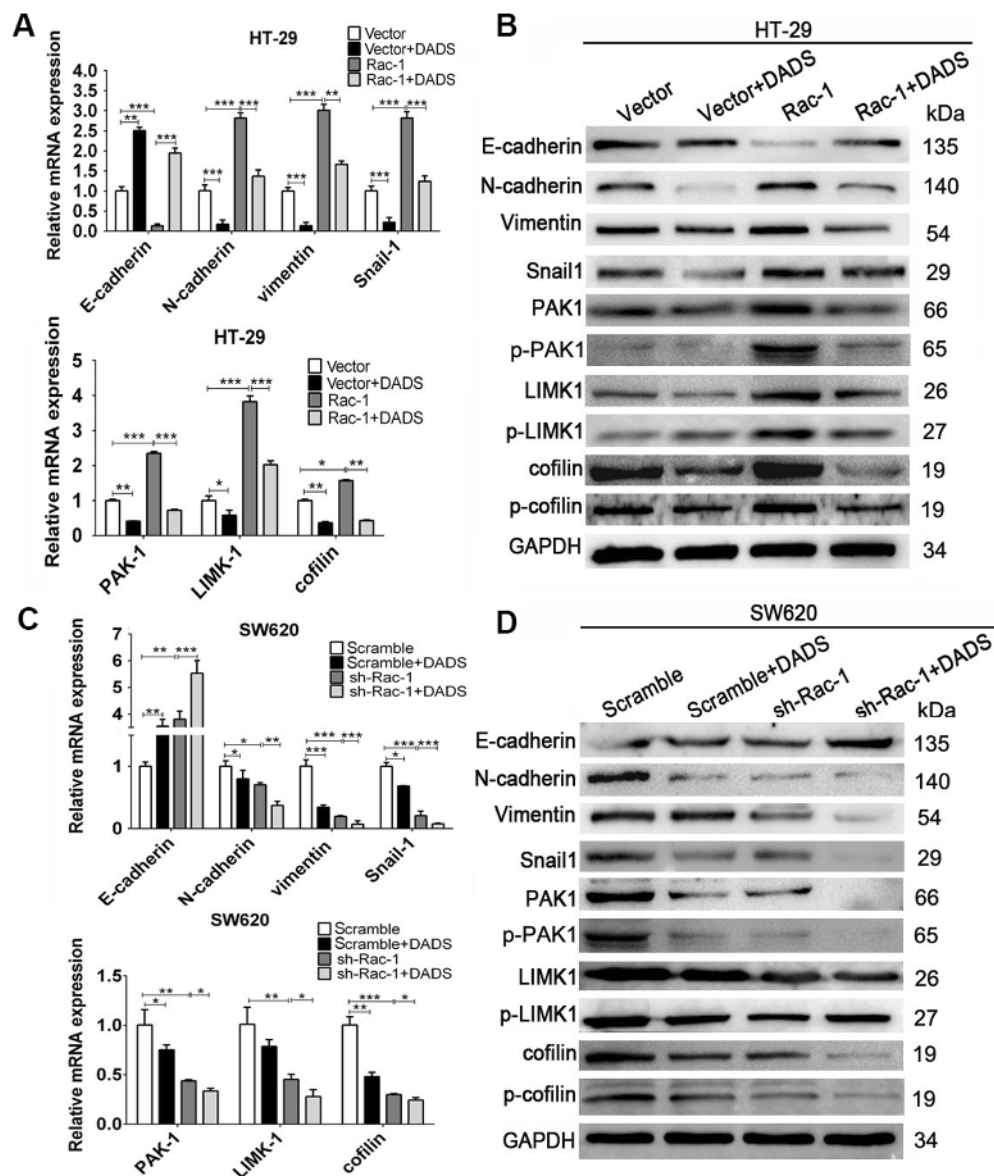 A
HT-29
Vector
Vector+DADS
Rac-1
Rac-1+DADS
Relative mRNA expression
3.5
3.0
2.5
2.0
1.5
1.0
0.5
0.0
*** *** *** ***
** *** *** ** ***
*** *** *** ***
E-cadherin
N-cadherin
vimentin
Snail-1
HT-29
Vector
Vector+DADS
Rac-1
Rac-1+DADS
Relative mRNA expression
5
4
3
2
1
0
*** *** * ***
*** **
** * **
PAK-1
LIMK-1
cofilin
B
HT-29
Vector
Vector+DADS
Rac-1
Rac-1+DADS
kDa
E-cadherin 135
N-cadherin 140
Vimentin 54
Snail1 29
PAK1 66
p-PAK1 65
LIMK1 26
p-LIMK1 27
cofilin 19
p-cofilin 19
GAPDH 34
C
SW620
Scramble
Scramble+DADS
sh-Rac-1
sh-Rac-1+DADS
Relative mRNA expression
7
6
5
4
1
0
** ***
**
* **
*
*** ***
***
*** ***
*
E-cadherin
N-cadherin
vimentin
Snail-1
SW620
Scramble
Scramble+DADS
sh-Rac-1
sh-Rac-1+DADS
Relative mRNA expression
1.5
1.0
0.5
0.0
** *
*
** *
*** *
**
PAK-1
LIMK-1
cofilin
D
SW620
Scramble
Scramble+DADS
sh-Rac-1
sh-Rac-1+DADS
kDa
E-cadherin 135
N-cadherin 140
Vimentin 54
Snail1 29
PAK1 66
p-PAK1 65
LIMK1 26
p-LIMK1 27
cofilin 19
p-cofilin 19
GAPDH 34